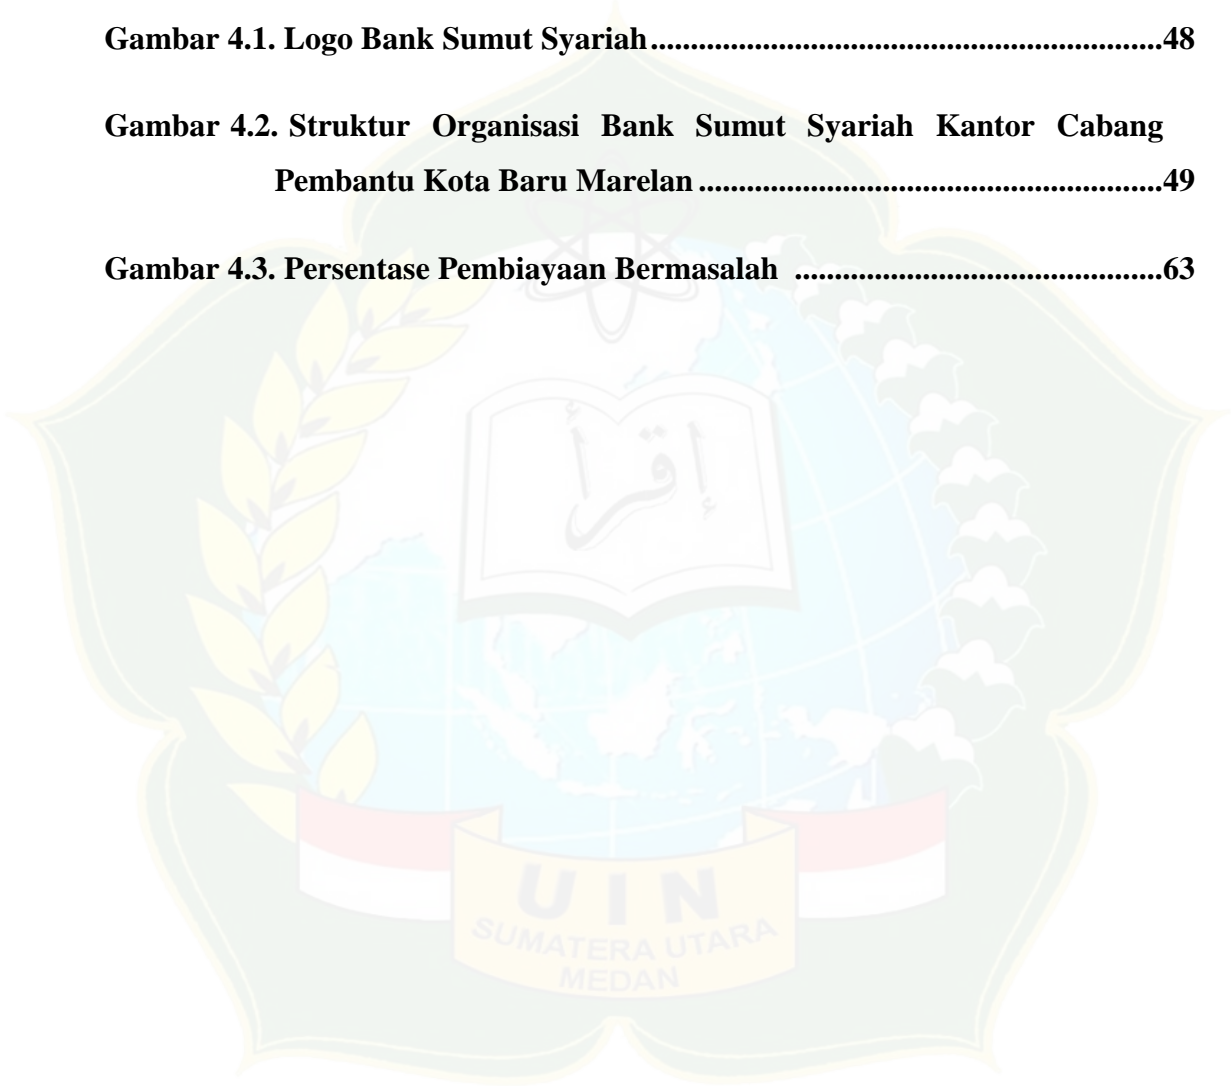 Gambar 4.1. Logo Bank Sumut Syariah................................................................48
Gambar 4.2. Struktur Organisasi Bank Sumut Syariah Kantor Cabang
Pembantu Kota Baru Marelan..........................................................49
Gambar 4.3. Persentase Pembiayaan Bermasalah ..............................................63
إقرأ
UIN
SUMATERA UTARA
MEDAN